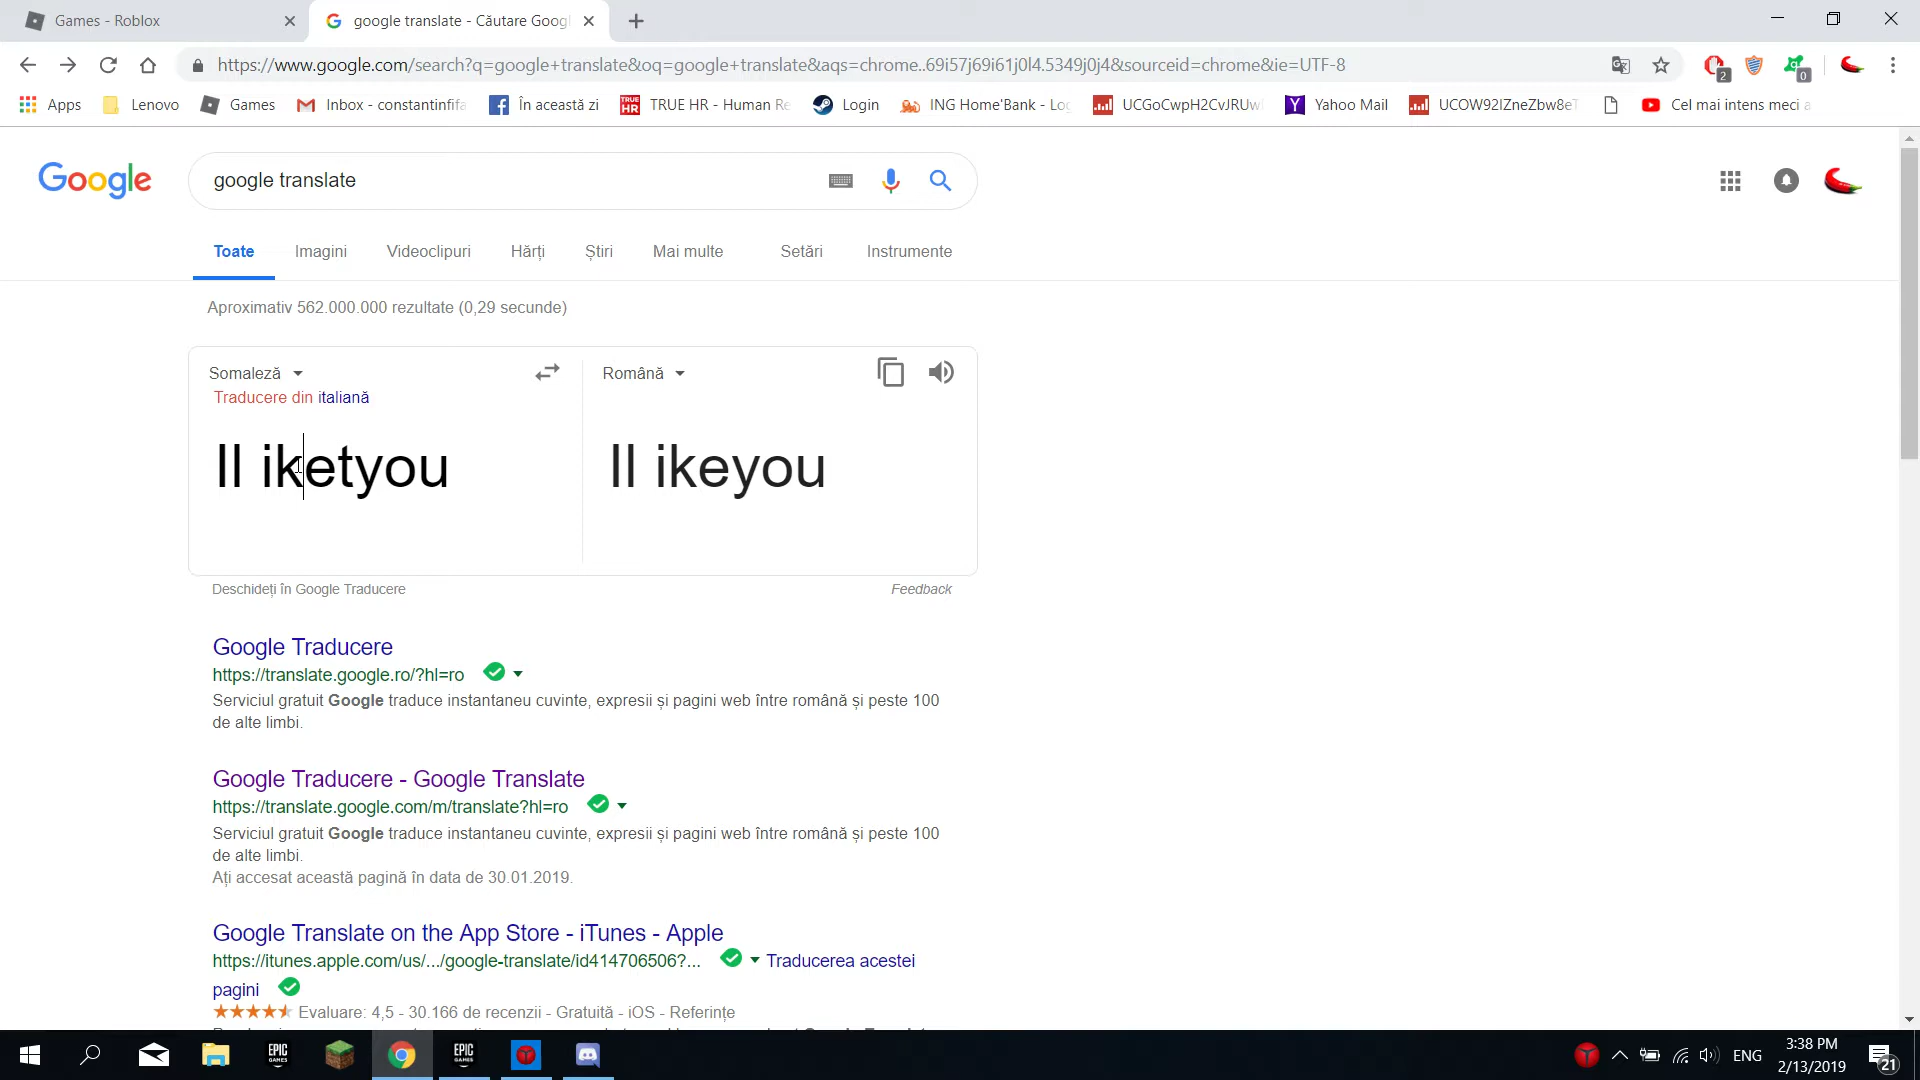 Games - Roblox
google translate - Căutare Goog
https://www.google.com/search?q=google+translate&oq=google+translate&aqs=chrome..69i57j69i61j0l4.5349j0j4&sourceid=chrome&ie=UTF-8
2
0
Apps
Lenovo
Games
Inbox - constantinfifa
În această zi
TRUE HR
TRUE HR - Human Re
Login
ING Home'Bank - Log
UCGoCwpH2CvJRUw
Yahoo Mail
UCOW92IZneZbw8eT
Cel mai intens meci a
Google
google translate
Toate
Imagini
Videoclipuri
Hărți
Știri
Mai multe
Setări
Instrumente
Aproximativ 562.000.000 rezultate (0,29 secunde)
Somaleză
Română
Traducere din italiană
Il iketyou
Il ikeyou
Deschideți în Google Traducere
Feedback
Google Traducere
https://translate.google.ro/?hl=ro
Serviciul gratuit Google traduce instantaneu cuvinte, expresii și pagini web între română și peste 100
de alte limbi.
Google Traducere - Google Translate
https://translate.google.com/m/translate?hl=ro
Serviciul gratuit Google traduce instantaneu cuvinte, expresii și pagini web între română și peste 100
de alte limbi.
Ați accesat această pagină în data de 30.01.2019.
Google Translate on the App Store - iTunes - Apple
https://itunes.apple.com/us/.../google-translate/id414706506?...
Traducerea acestei
pagini
Evaluare: 4,5 - 30.166 de recenzii - Gratuită - iOS - Referințe
EPIC GAMES
EPIC GAMES
ENG
3:38 PM
2/13/2019
21